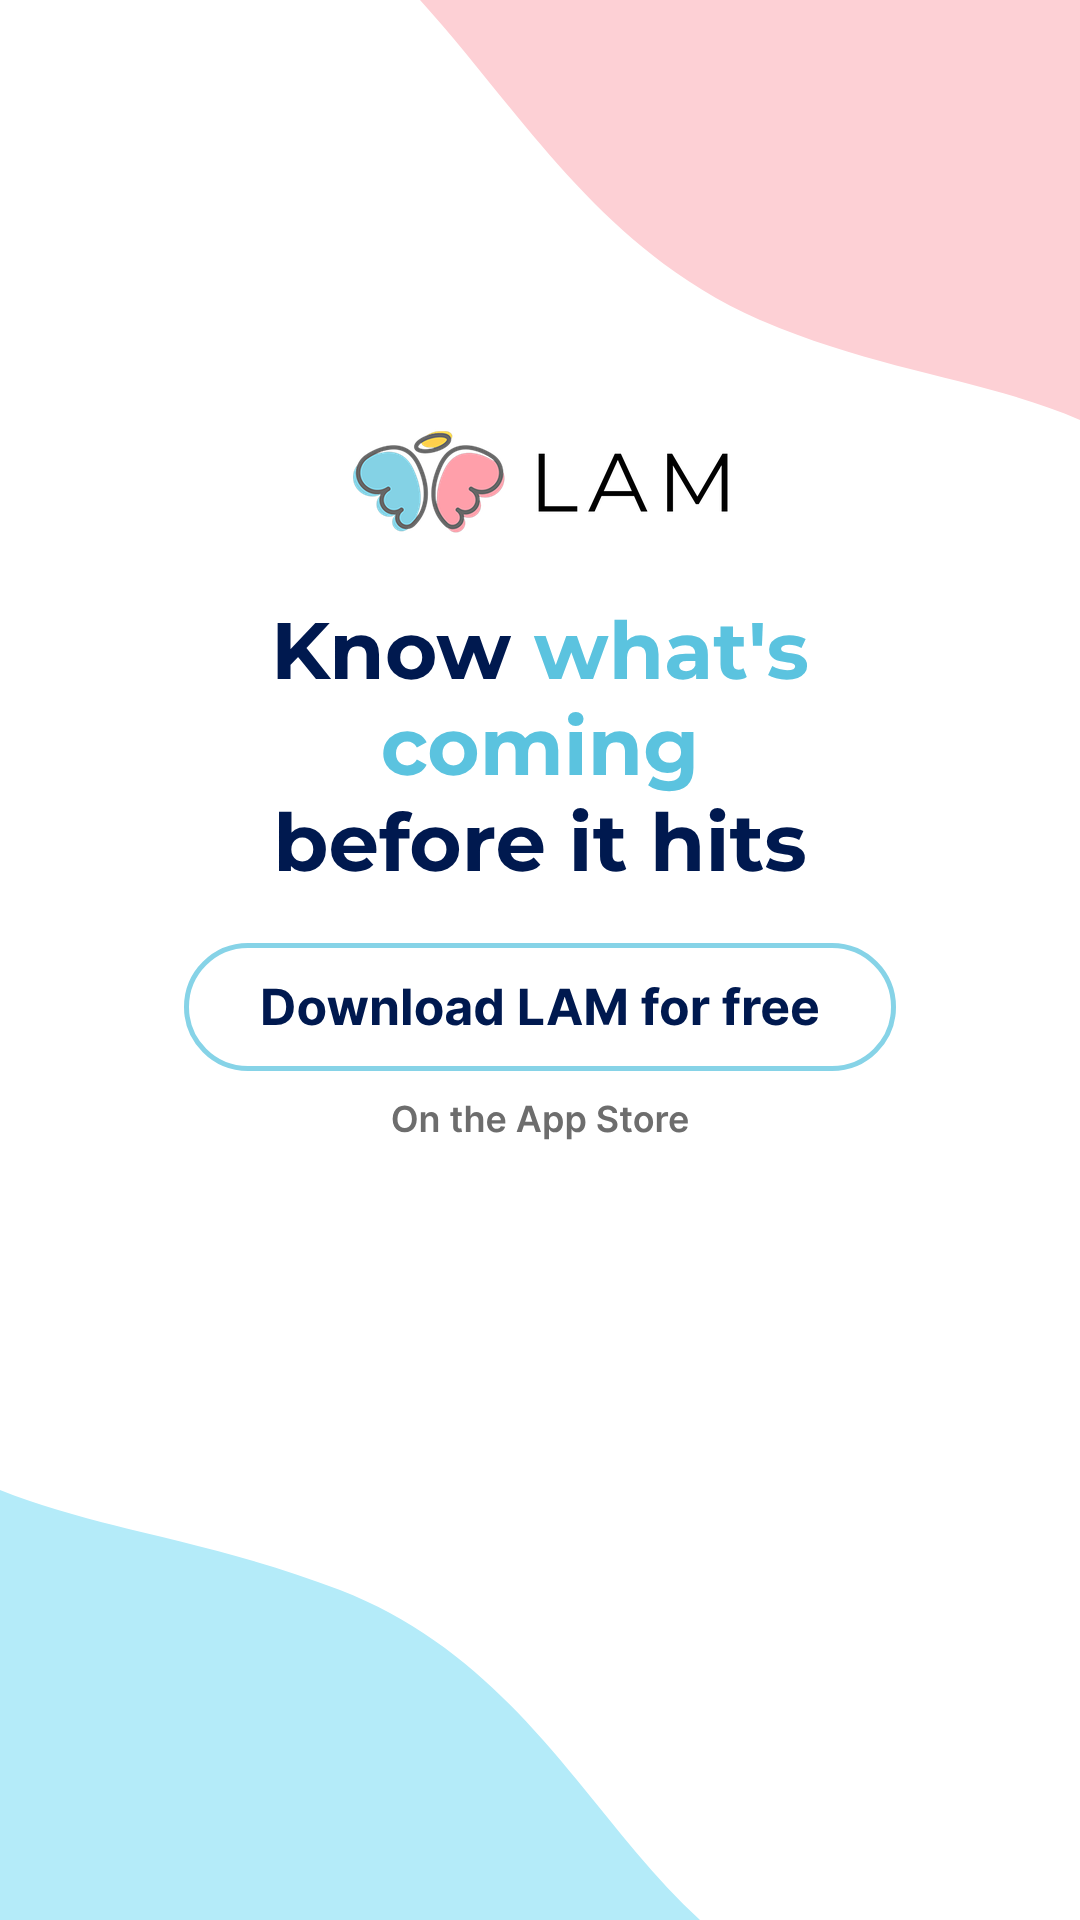 LAM
Know what's
coming
before it hits
Download LAM for free
On the App Store